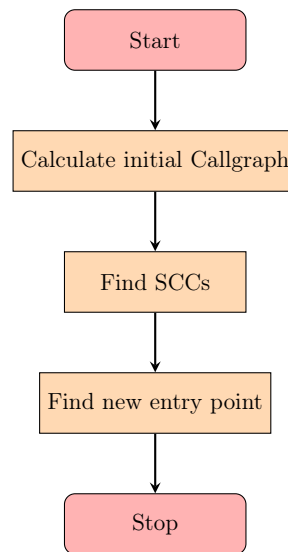 Start
Calculate initial Callgraph
Find SCCs
Find new entry point
Stop